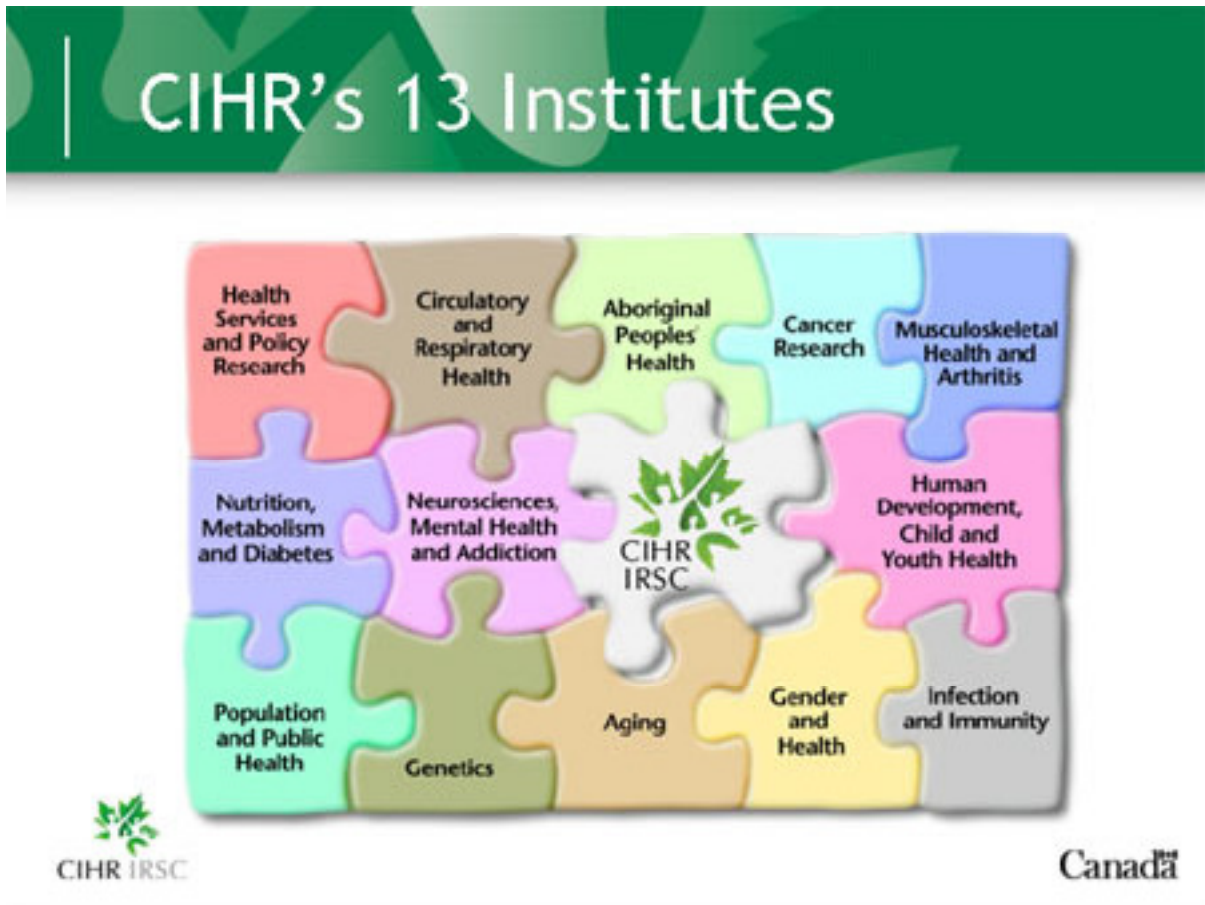 CIHR's 13 Institutes
Health
Services
and Policy
Research
Circulatory
and
Respiratory
Health
Aboriginal
Peoples'
Health
Cancer
Research
Musculoskeletal
Health and
Arthritis
Nutrition,
Metabolism
and Diabetes
Neurosciences,
Mental Health
and Addiction
CIHR
IRSC
Human
Development,
Child and
Youth Health
Population
and Public
Health
Genetics
Aging
Gender
and
Health
Infection
and Immunity
CIHR IRSC
Canada